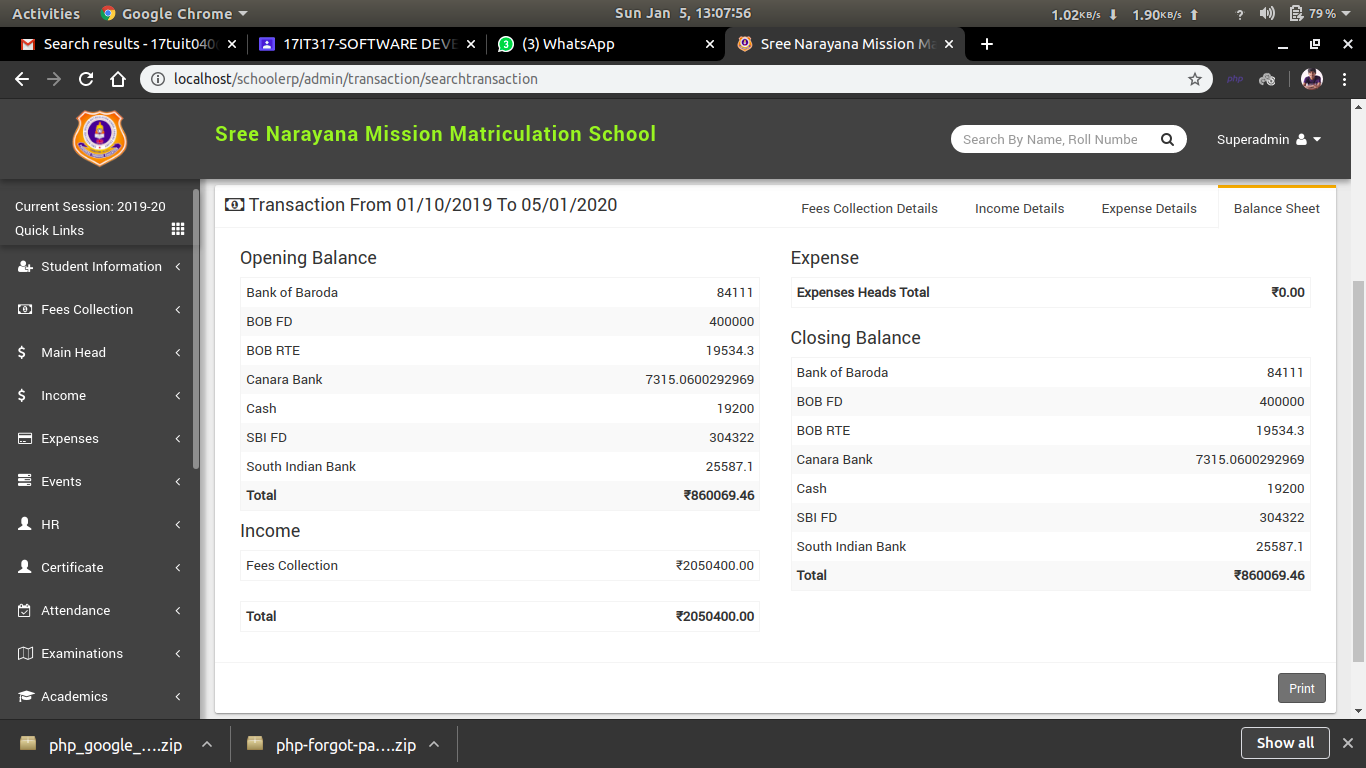 Activities Google Chrome Sun Jan 5, 13:07:56 1.02KB/s 1.90KB/s ? 79 %
Search results - 17tuit040 17IT317-SOFTWARE DEVE (3) WhatsApp Sree Narayana Mission Ma
localhost/schoolerp/admin/transaction/searchtransaction php
Sree Narayana Mission Matriculation School
Search By Name, Roll Numbe
Superadmin
Current Session: 2019-20
Quick Links
Student Information
Fees Collection
Main Head
Income
Expenses
Events
HR
Certificate
Attendance
Examinations
Academics
Transaction From 01/10/2019 To 05/01/2020
Fees Collection Details Income Details Expense Details Balance Sheet
Opening Balance
Bank of Baroda 84111
BOB FD 400000
BOB RTE 19534.3
Canara Bank 7315.0600292969
Cash 19200
SBI FD 304322
South Indian Bank 25587.1
Total ₹860069.46
Income
Fees Collection ₹2050400.00
Total ₹2050400.00
Expense
Expenses Heads Total ₹0.00
Closing Balance
Bank of Baroda 84111
BOB FD 400000
BOB RTE 19534.3
Canara Bank 7315.0600292969
Cash 19200
SBI FD 304322
South Indian Bank 25587.1
Total ₹860069.46
Print
php_google_....zip php-forgot-pa....zip Show all